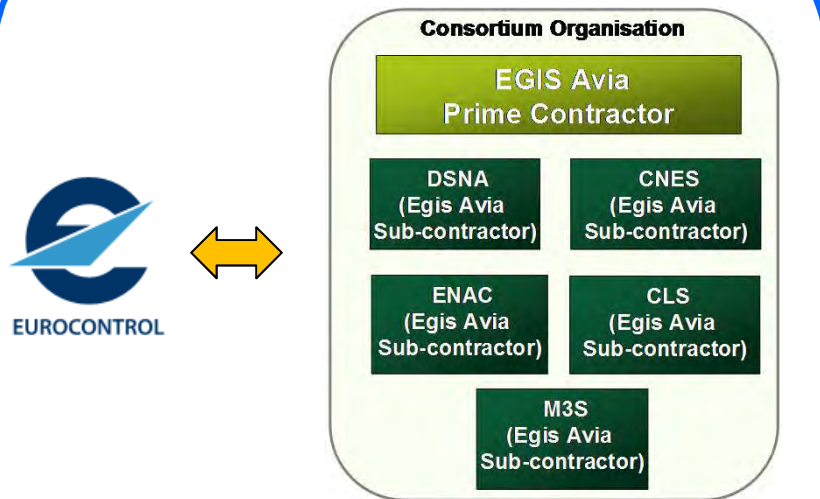 Consortium Organisation
EGIS Avia
Prime Contractor
DSNA
(Egis Avia
Sub-contractor)
CNES
(Egis Avia
Sub-contractor)
EUROCONTROL
ENAC
(Egis Avia
Sub-contractor)
CLS
(Egis Avia
Sub-contractor)
M3S
(Egis Avia
Sub-contractor)